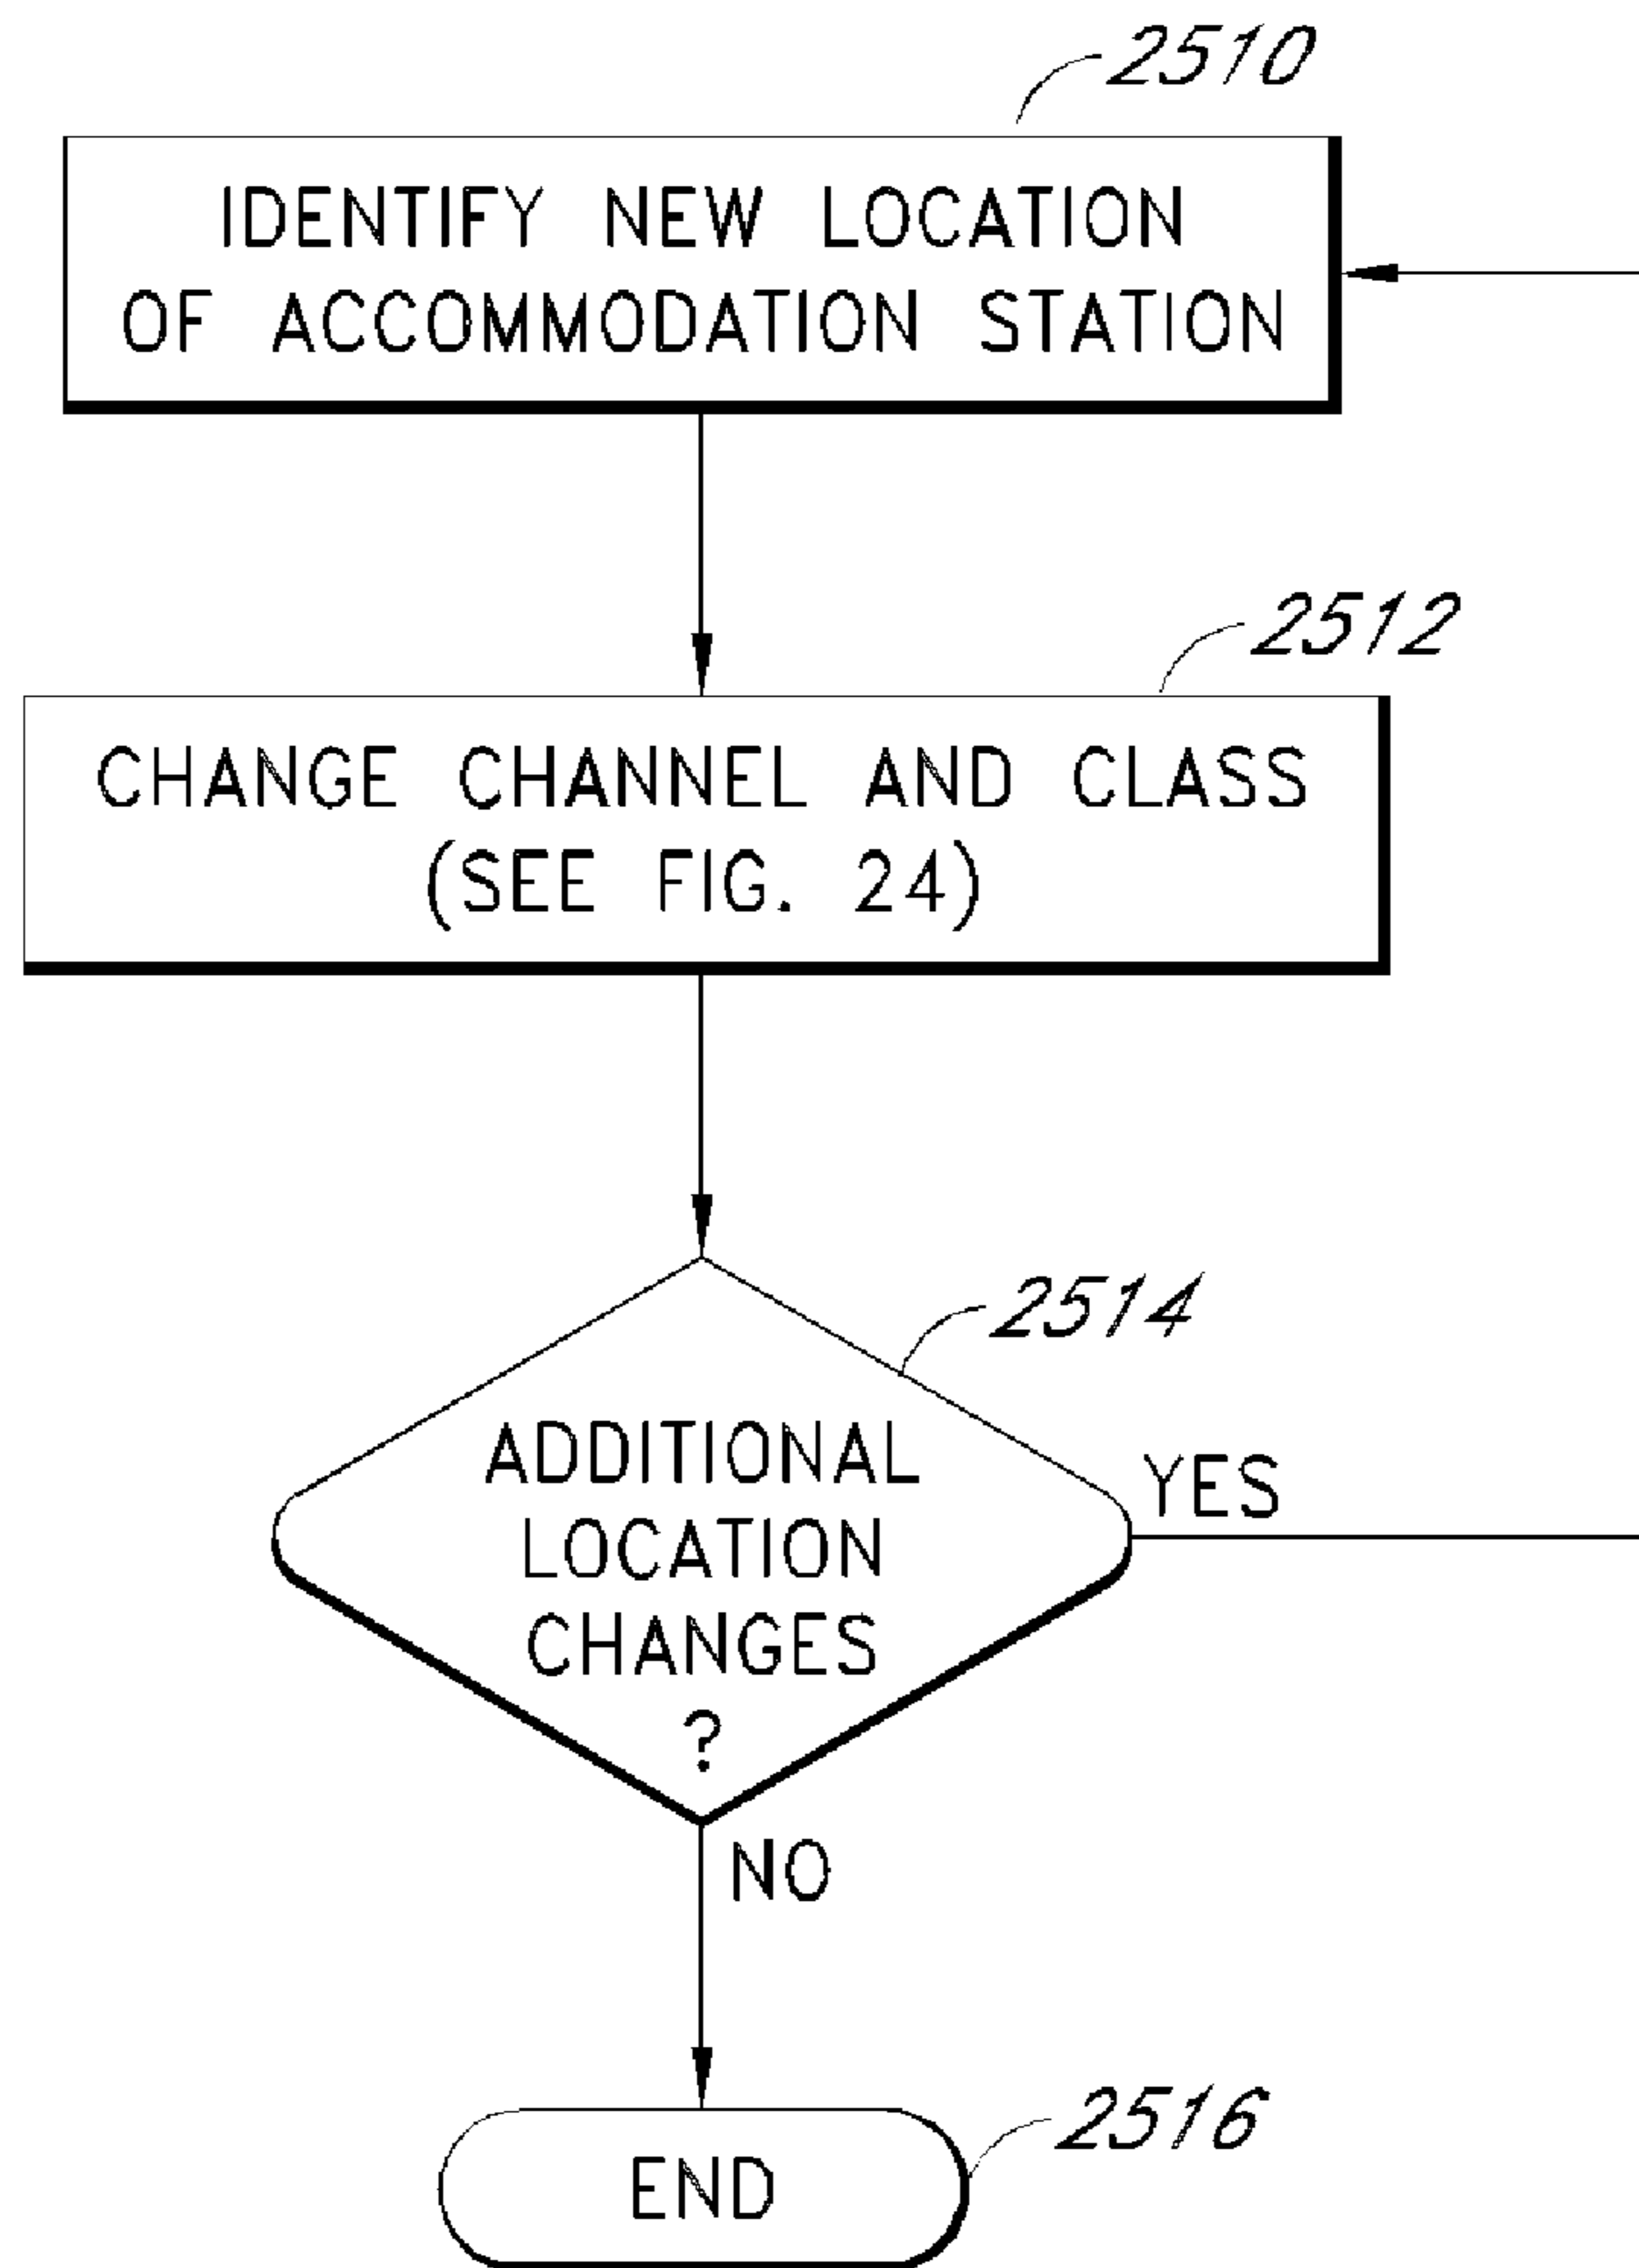 2510
IDENTIFY NEW LOCATION
OF ACCOMMODATION STATION
2512
CHANGE CHANNEL AND CLASS
(SEE FIG. 24)
2514
ADDITIONAL
LOCATION
CHANGES
?
YES
NO
2516
END